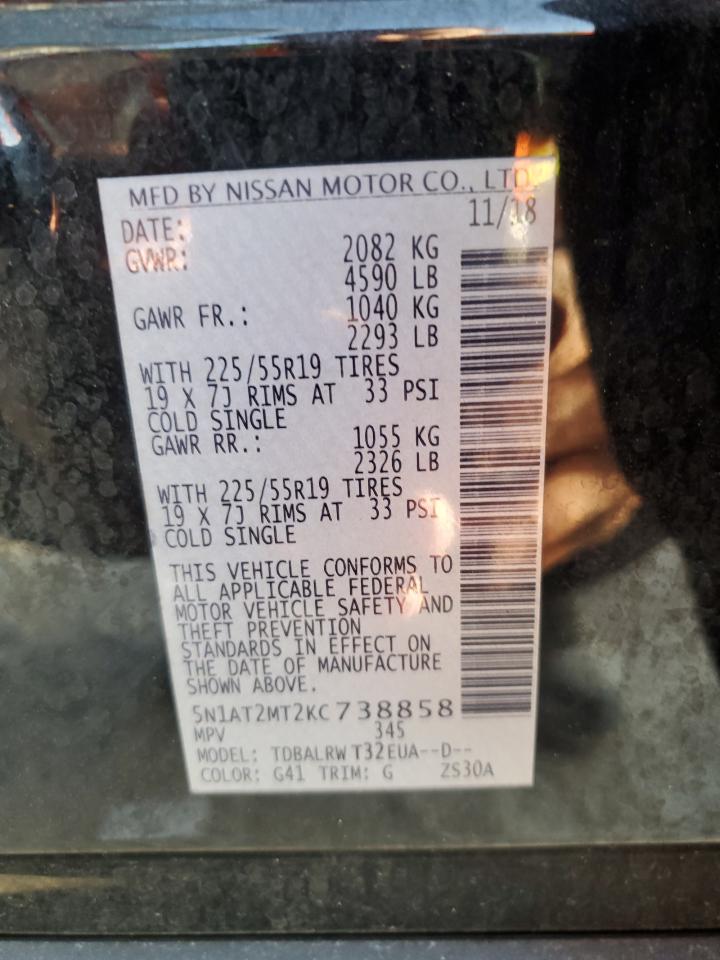 MFD BY NISSAN MOTOR CO., LTD.
DATE: 11/18
GVWR: 2082 KG
4590 LB
GAWR FR.: 1040 KG
2293 LB
WITH 225/55R19 TIRES
19 X 7J RIMS AT 33 PSI
COLD SINGLE
GAWR RR.: 1055 KG
2326 LB
WITH 225/55R19 TIRES
19 X 7J RIMS AT 33 PSI
COLD SINGLE
THIS VEHICLE CONFORMS TO
ALL APPLICABLE FEDERAL
MOTOR VEHICLE SAFETY AND
THEFT PREVENTION
STANDARDS IN EFFECT ON
THE DATE OF MANUFACTURE
SHOWN ABOVE.
5N1AT2MT2KC738858
MPV 345
MODEL: TDBALRW T32EUA--D--
COLOR: G41 TRIM: G ZS30A